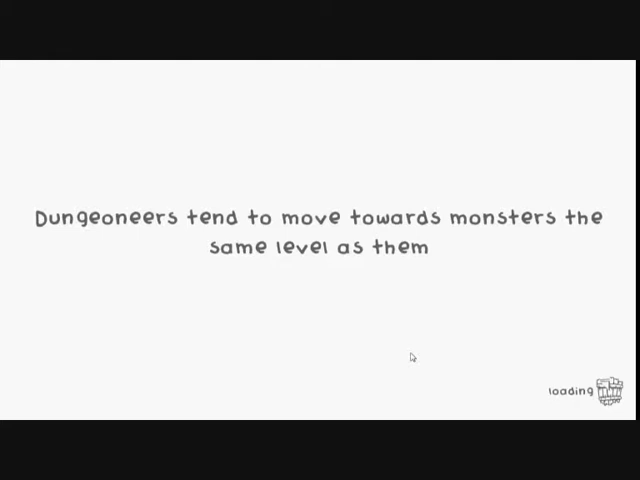 Dungeoneers tend to move towards monsters the
same level as them
loading